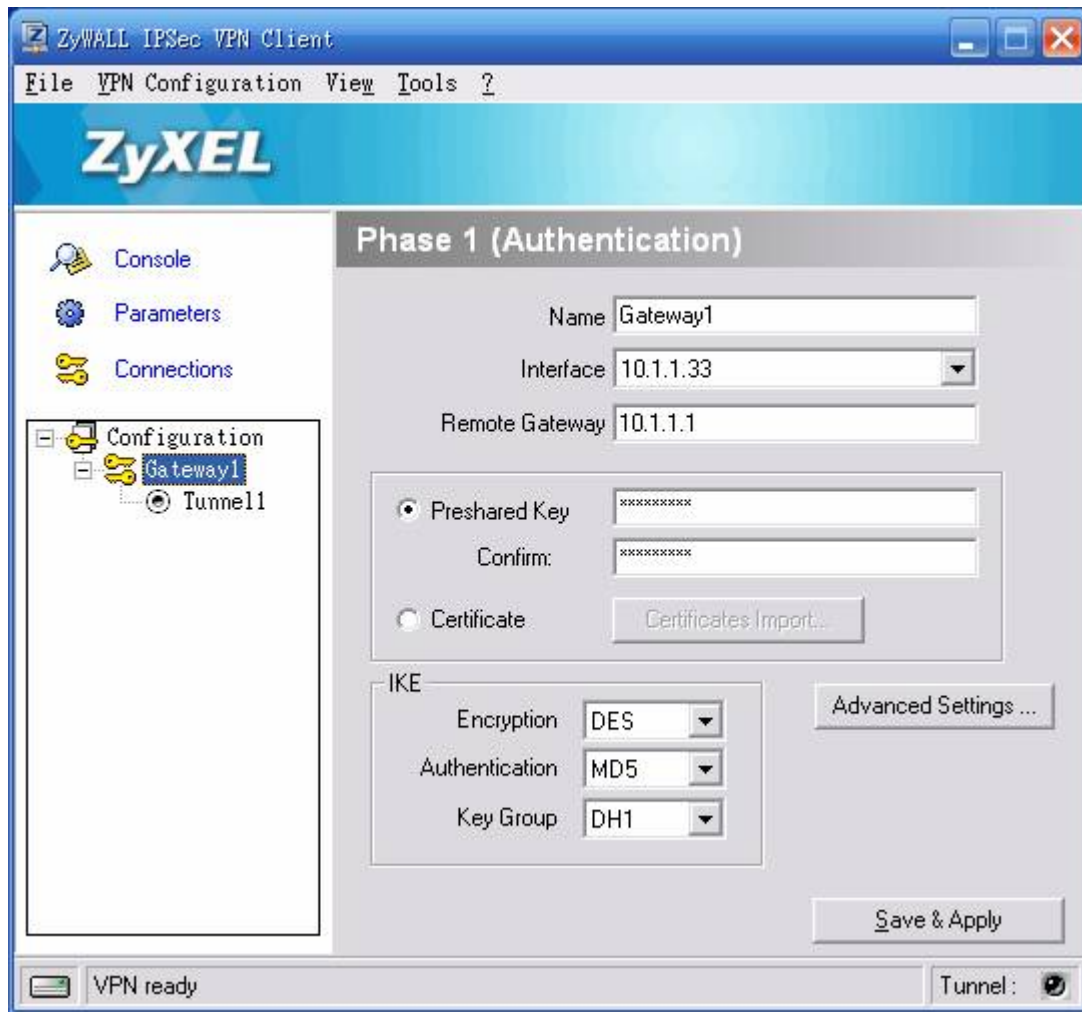 ZyWALL IPSec VPN Client
File VPN Configuration View Tools ?
ZyXEL
Console
Parameters
Connections
Configuration
Gateway1
Tunnel1
Phase 1 (Authentication)
Name Gateway1
Interface 10.1.1.33
Remote Gateway 10.1.1.1
Preshared Key *********
Confirm: *********
Certificate Certificates Import...
IKE
Encryption DES
Authentication MD5
Key Group DH1
Advanced Settings ...
Save & Apply
VPN ready
Tunnel :